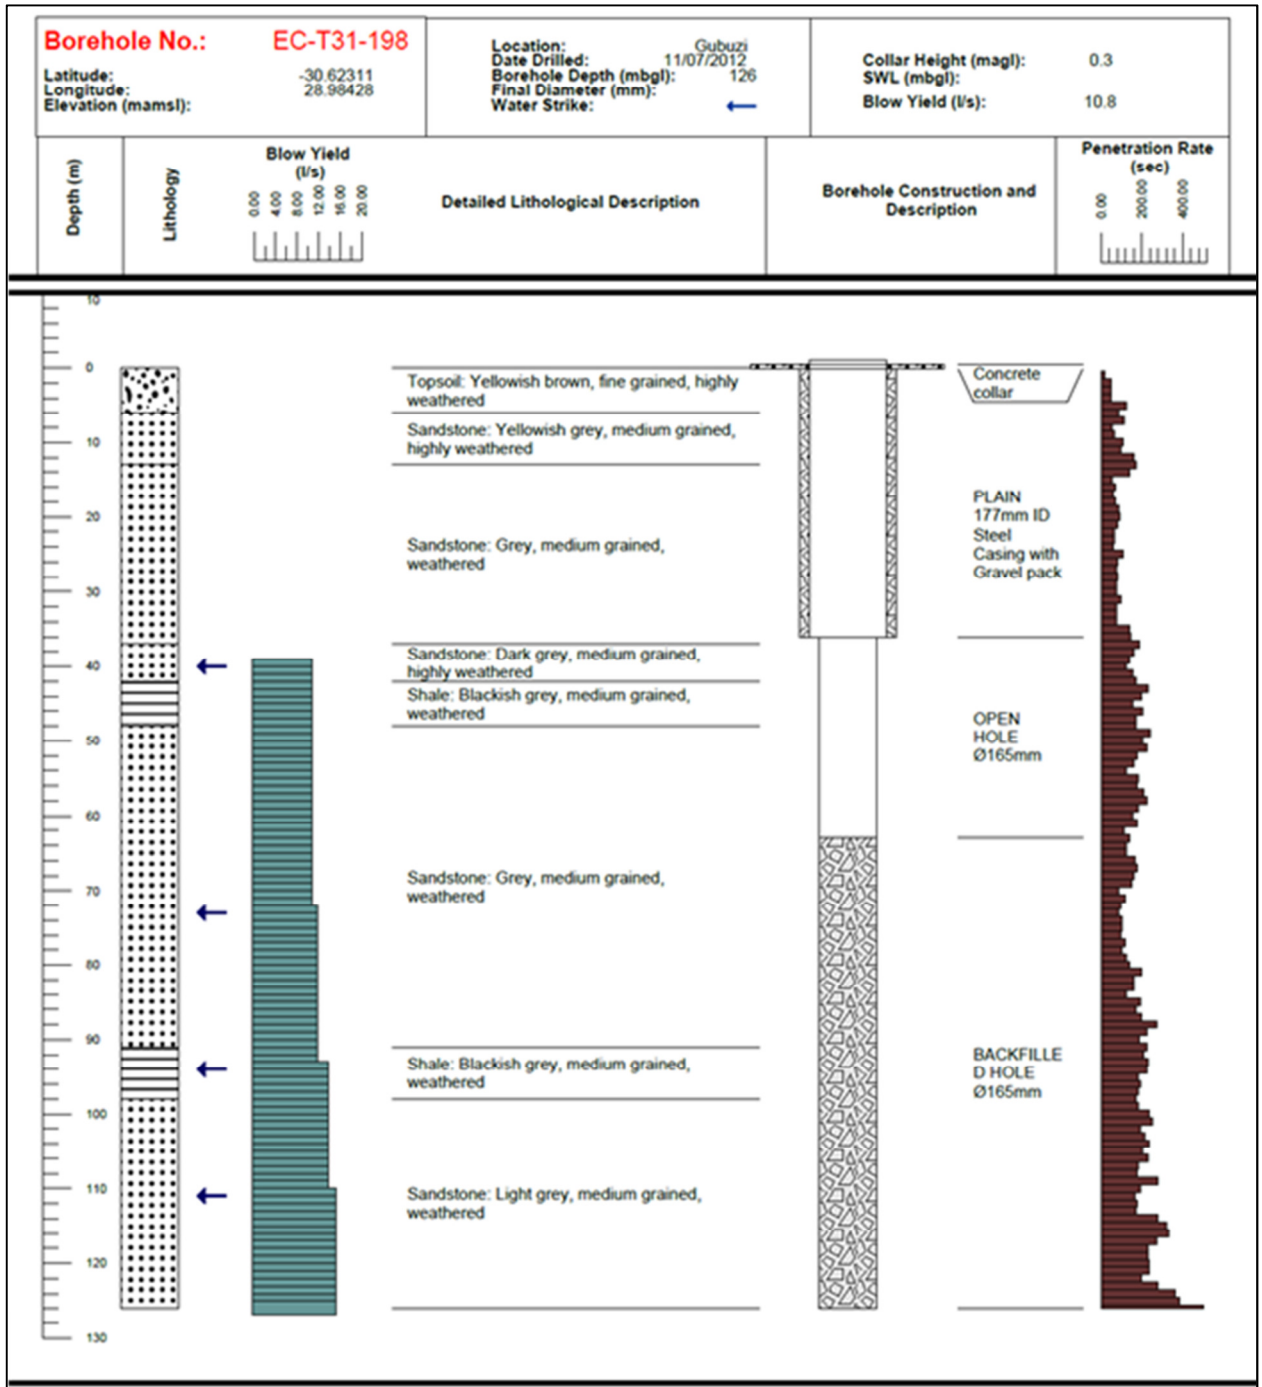 Borehole No.: EC-T31-198
Latitude: -30.62311
Longitude: 28.98428
Elevation (mamsl):
Location: Gubuzi
Date Drilled: 11/07/2012
Borehole Depth (mbgl): 126
Final Diameter (mm):
Water Strike:
Collar Height (magl): 0.3
SWL (mbgl):
Blow Yield (l/s): 10.8
Depth (m)
Lithology
Blow Yield
(l/s)
0.00 4.00 8.00 12.00 16.00 20.00
Detailed Lithological Description
Borehole Construction and
Description
Penetration Rate
(sec)
0.00 200.00 400.00
10
0
10
20
30
40
50
60
70
80
90
100
110
120
130
Topsoil: Yellowish brown, fine grained, highly
weathered
Sandstone: Yellowish grey, medium grained,
highly weathered
Sandstone: Grey, medium grained,
weathered
Sandstone: Dark grey, medium grained,
highly weathered
Shale: Blackish grey, medium grained,
weathered
Sandstone: Grey, medium grained,
weathered
Shale: Blackish grey, medium grained,
weathered
Sandstone: Light grey, medium grained,
weathered
Concrete
collar
PLAIN
177mm ID
Steel
Casing with
Gravel pack
OPEN
HOLE
Ø165mm
BACKFILLE
D HOLE
Ø165mm